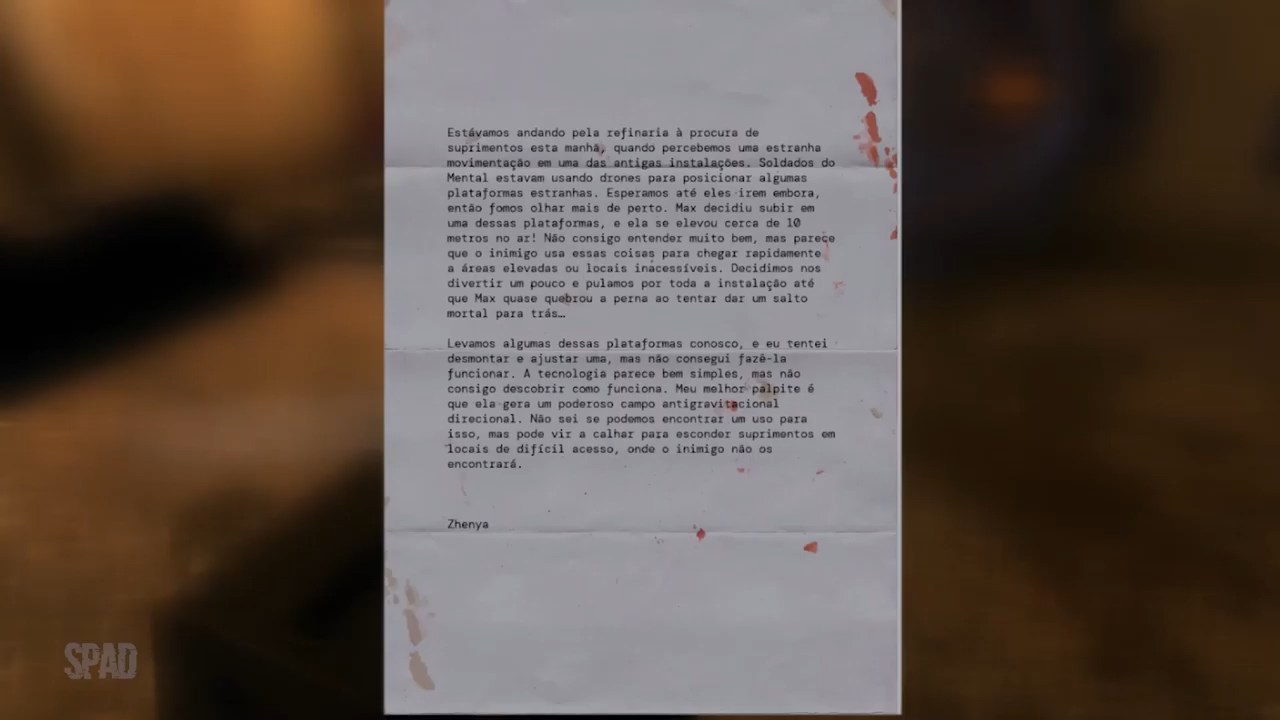 Estávamos andando pela refinaria à procura de
suprimentos esta manhã, quando percebemos uma estranha
movimentação em uma das antigas instalações. Soldados do
Mental estavam usando drones para posicionar algumas
plataformas estranhas. Esperamos até eles irem embora,
então fomos olhar mais de perto. Max decidiu subir em
uma dessas plataformas, e ela se elevou cerca de 10
metros no ar! Não consigo entender muito bem, mas parece
que o inimigo usa essas coisas para chegar rapidamente
a áreas elevadas ou locais inacessíveis. Decidimos nos
divertir um pouco e pulamos por toda a instalação até
que Max quase quebrou a perna ao tentar dar um salto
mortal para trás…
Levamos algumas dessas plataformas conosco, e eu tentei
desmontar e ajustar uma, mas não consegui fazê-la
funcionar. A tecnologia parece bem simples, mas não
consigo descobrir como funciona. Meu melhor palpite é
que ela gera um poderoso campo antigravitacional
direcional. Não sei se podemos encontrar um uso para
isso, mas pode vir a calhar para esconder suprimentos em
locais de difícil acesso, onde o inimigo não os
encontrará.
Zhenya
SPAD